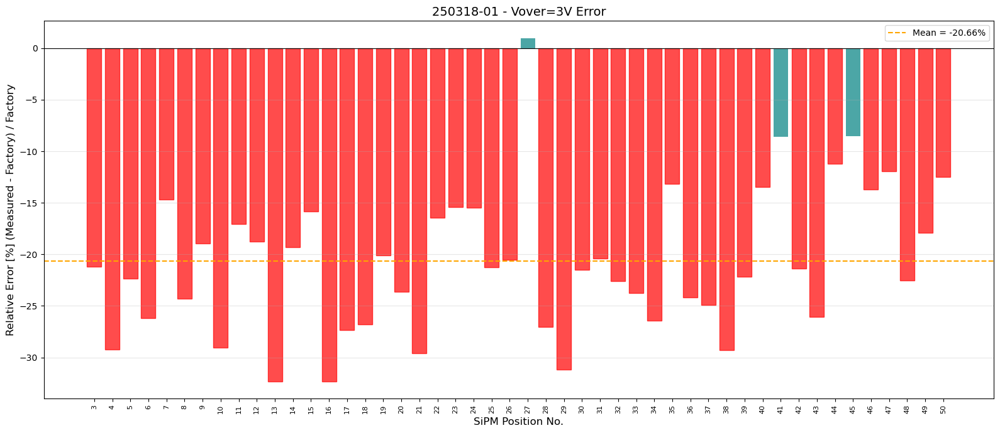 250318-01 - Vover=3V Error
Mean = -20.66%
Relative Error [%] (Measured - Factory) / Factory
0
−5
−10
−15
−20
−25
−30
3 4 5 6 7 8 9 10 11 12 13 14 15 16 17 18 19 20 21 22 23 24 25 26 27 28 29 30 31 32 33 34 35 36 37 38 39 40 41 42 43 44 45 46 47 48 49 50
SiPM Position No.